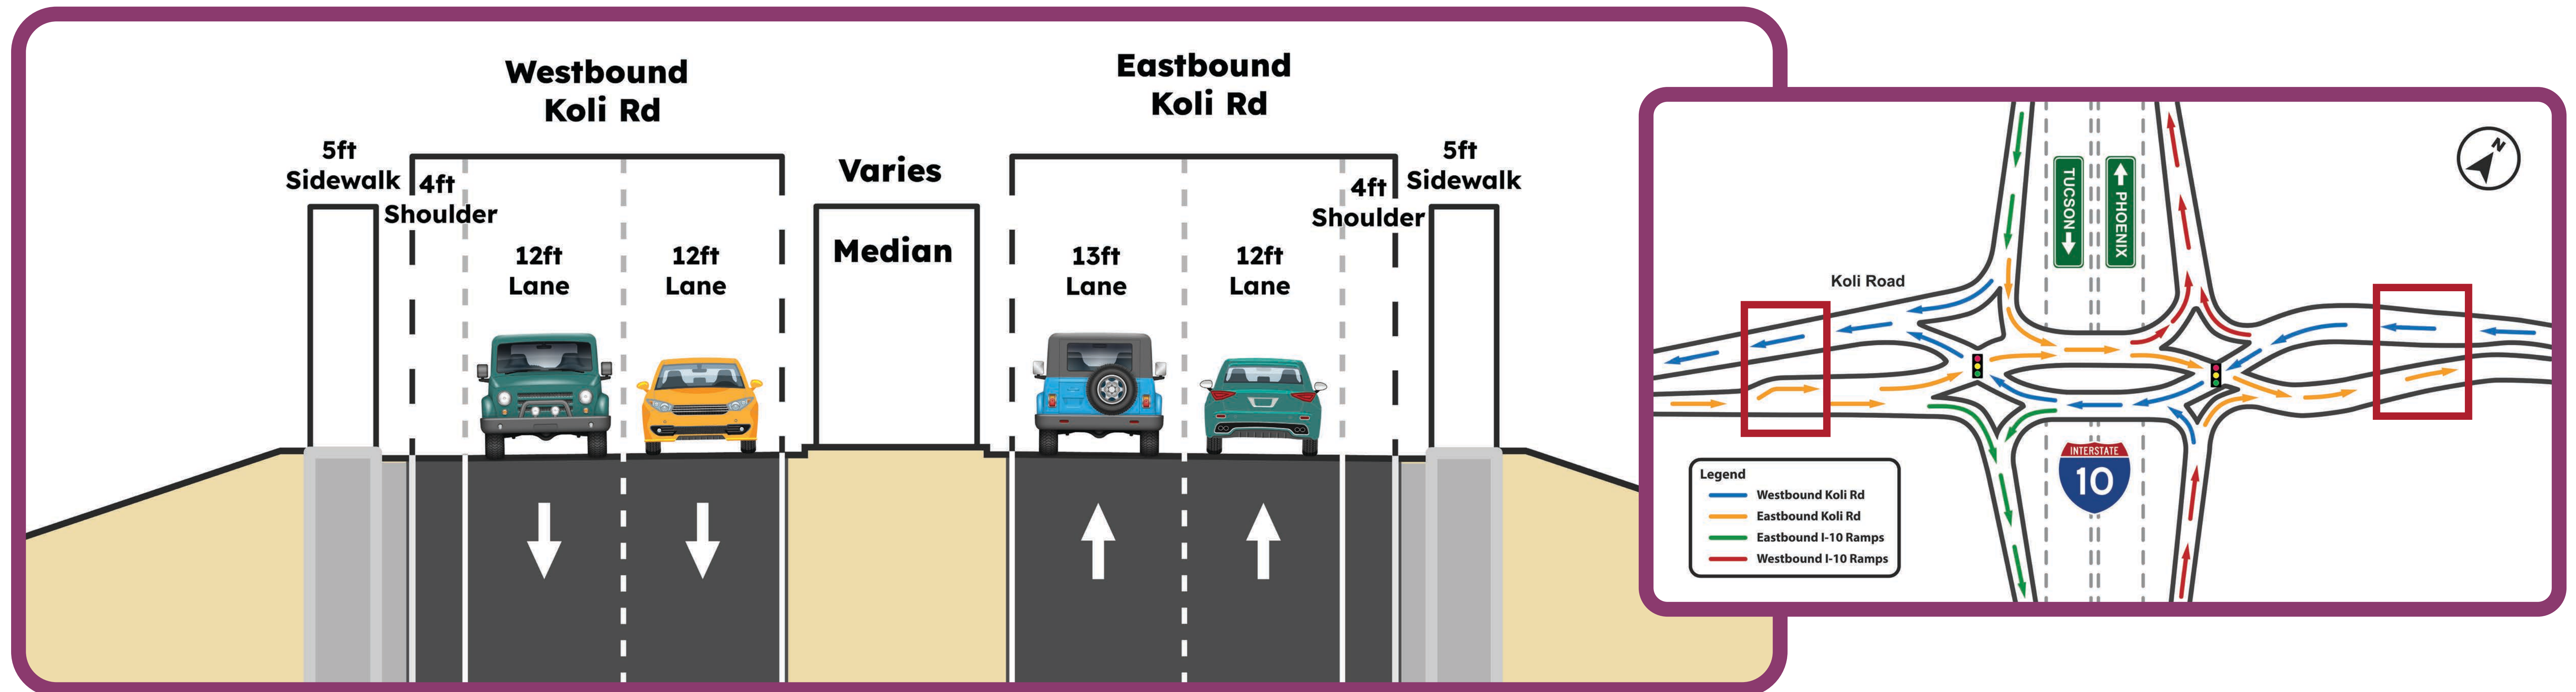 Westbound
Koli Rd
Eastbound
Koli Rd
5ft
Sidewalk
4ft
Shoulder
12ft
Lane
12ft
Lane
Varies
Median
13ft
Lane
12ft
Lane
4ft
Shoulder
5ft
Sidewalk
N
TUCSON
PHOENIX
Koli Road
INTERSTATE
10
Legend
Westbound Koli Rd
Eastbound Koli Rd
Eastbound I-10 Ramps
Westbound I-10 Ramps